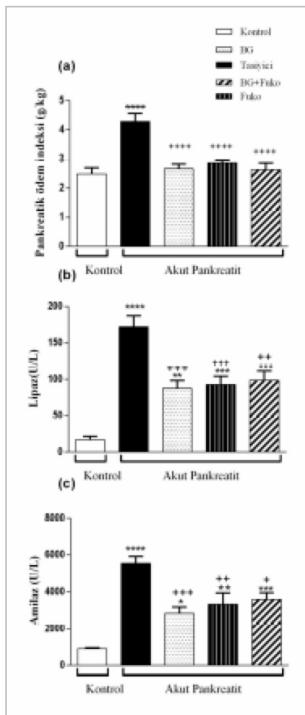 Kontrol
BG
Tasiyici
BG+Fuko
Fuko
(a)
Pankreatik ödem indeksi (g/kg)
5
4
3
2
1
0
****
++++
++++
++++
Kontrol
Akut Pankreatit
(b)
Lipaz(U/L)
200
150
100
50
0
****
+++
**
+++
***
++
***
Kontrol
Akut Pankreatit
(c)
Amilaz (U/L)
8000
6000
4000
2000
0
****
+++
*
++
**
+
***
Kontrol
Akut Pankreatit